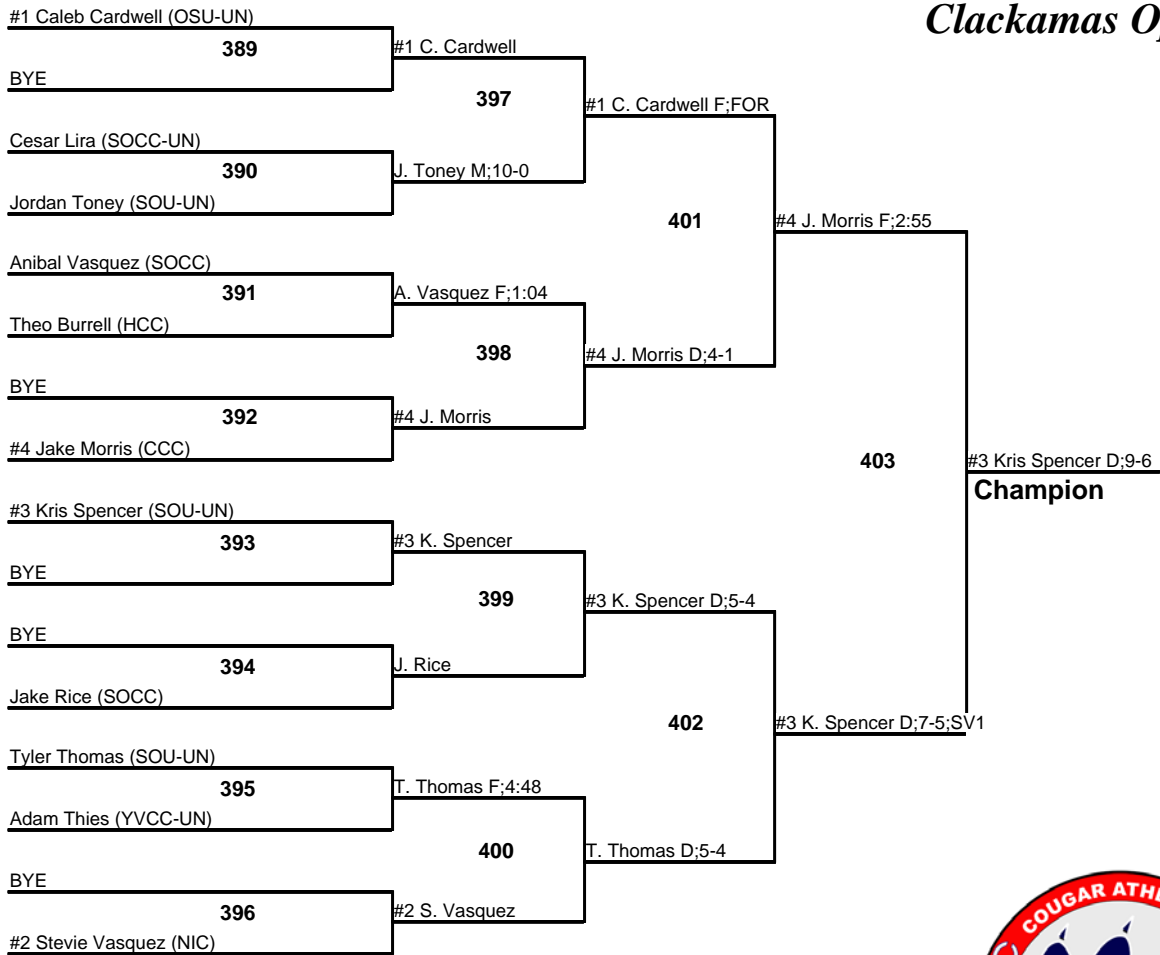 Clackamas
#1 Caleb Cardwell (OSU-UN)
389
BYE
#1 C. Cardwell
397
Cesar Lira (SOCC-UN)
390
Jordan Toney (SOU-UN)
J. Toney M;10-0
#1 C. Cardwell F;FOR
401
Anibal Vasquez (SOCC)
391
Theo Burrell (HCC)
A. Vasquez F;1:04
398
BYE
392
#4 Jake Morris (CCC)
#4 J. Morris
#4 J. Morris D;4-1
#4 J. Morris F;2:55
403
#3 Kris Spencer D;9-6
Champion
#3 Kris Spencer (SOU-UN)
393
BYE
#3 K. Spencer
399
BYE
394
Jake Rice (SOCC)
J. Rice
#3 K. Spencer D;5-4
402
#3 K. Spencer D;7-5;SV1
Tyler Thomas (SOU-UN)
395
Adam Thies (YVCC-UN)
T. Thomas F;4:48
400
BYE
396
#2 Stevie Vasquez (NIC)
#2 S. Vasquez
T. Thomas D;5-4
COUGAR